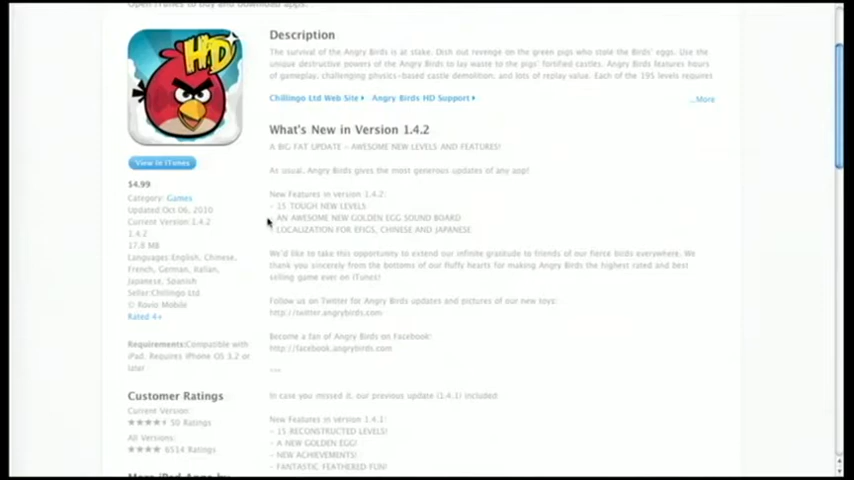 Open iTunes to buy and download apps.
HD
Description
The survival of the Angry Birds is at stake. Dish out revenge on the green pigs who stole the Birds' eggs. Use the
unique destructive powers of the Angry Birds to lay waste to the pigs' fortified castles. Angry Birds features hours
of gameplay, challenging physics-based castle demolition, and lots of replay value. Each of the 195 levels requires
Chillingo Ltd Web Site Angry Birds HD Support
...More
What's New in Version 1.4.2
A BIG FAT UPDATE - AWESOME NEW LEVELS AND FEATURES!
As usual, Angry Birds gives the most generous updates of any app!
New Features in version 1.4.2:
- 15 TOUGH NEW LEVELS
AN AWESOME NEW GOLDEN EGG SOUND BOARD
- LOCALIZATION FOR EFIGS, CHINESE AND JAPANESE
We'd like to take this opportunity to extend our infinite gratitude to friends of our fierce birds everywhere. We
thank you sincerely from the bottom of our fluffy hearts for making Angry Birds the highest rated and best
selling game ever on iTunes!
Follow us on Twitter for Angry Birds updates and pictures of our new toys:
http://twitter.angrybirds.com
Become a fan of Angry Birds on Facebook!
http://facebook.angrybirds.com
---
In case you missed it, our previous update (1.4.1) included:
New Features in version 1.4.1:
- 15 RECONSTRUCTED LEVELS!
- A NEW GOLDEN EGG!
- NEW ACHIEVEMENTS!
- FANTASTIC FEATHERED FUN!
View In iTunes
$4.99
Category: Games
Updated Oct 06, 2010
Current Version:1.4.2
1.4.2
17.8 MB
Languages:English, Chinese,
French, German, Italian,
Japanese, Spanish
Seller:Chillingo Ltd
© Rovio Mobile
Rated 4+
Requirements:Compatible with
iPad. Requires iPhone OS 3.2 or
later
Customer Ratings
Current Version:
50 Ratings
All Versions:
6514 Ratings
More iPad Apps by